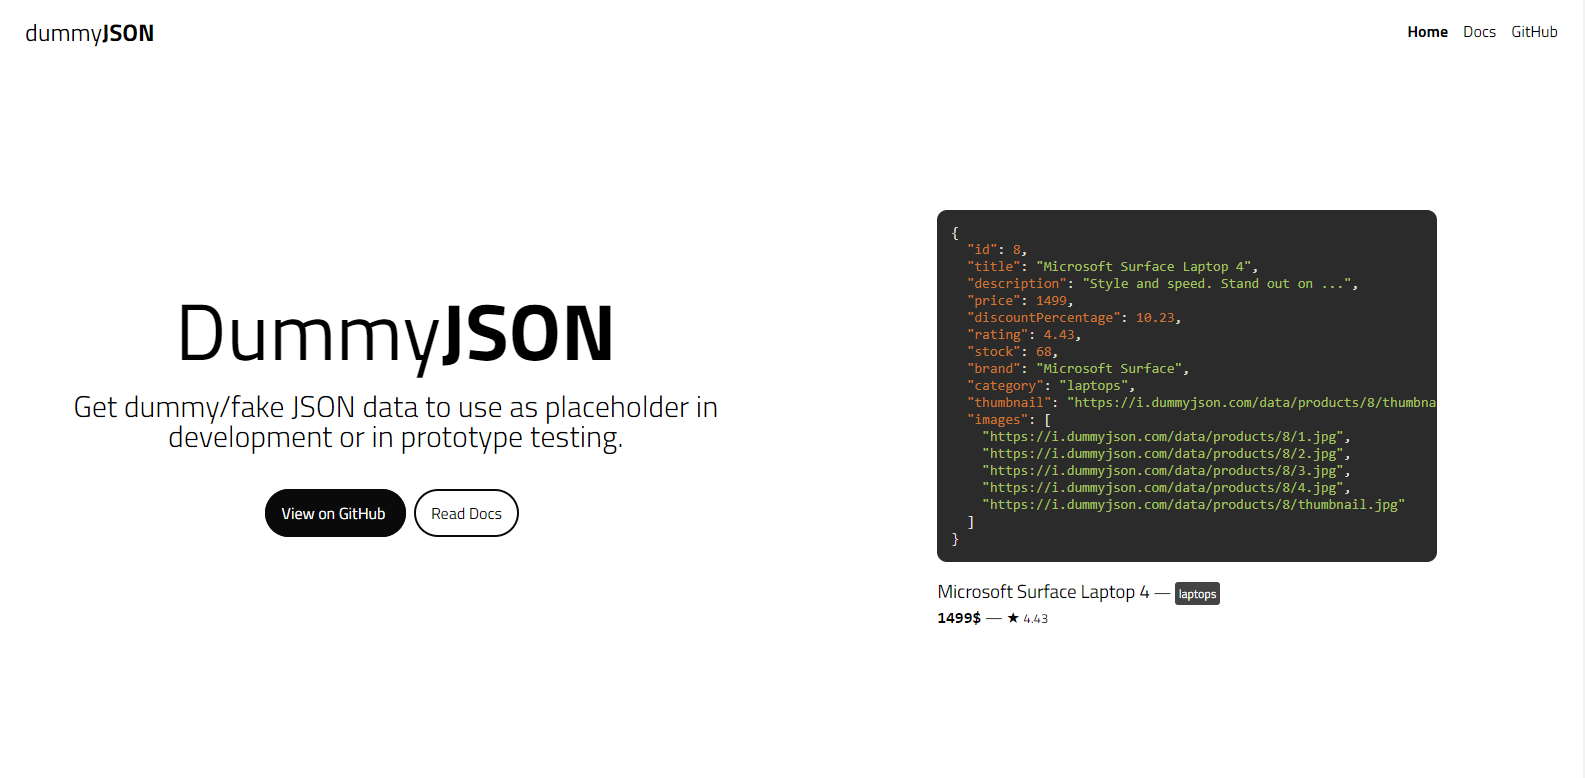 dummyJSON
Home Docs GitHub
DummyJSON
Get dummy/fake JSON data to use as placeholder in
development or in prototype testing.
View on GitHub Read Docs
{
  "id": 8,
  "title": "Microsoft Surface Laptop 4",
  "description": "Style and speed. Stand out on ...",
  "price": 1499,
  "discountPercentage": 10.23,
  "rating": 4.43,
  "stock": 68,
  "brand": "Microsoft Surface",
  "category": "laptops",
  "thumbnail": "https://i.dummyjson.com/data/products/8/thumbna
  "images": [
    "https://i.dummyjson.com/data/products/8/1.jpg",
    "https://i.dummyjson.com/data/products/8/2.jpg",
    "https://i.dummyjson.com/data/products/8/3.jpg",
    "https://i.dummyjson.com/data/products/8/4.jpg",
    "https://i.dummyjson.com/data/products/8/thumbnail.jpg"
  ]
}
Microsoft Surface Laptop 4 — laptops
1499$ — ★ 4.43